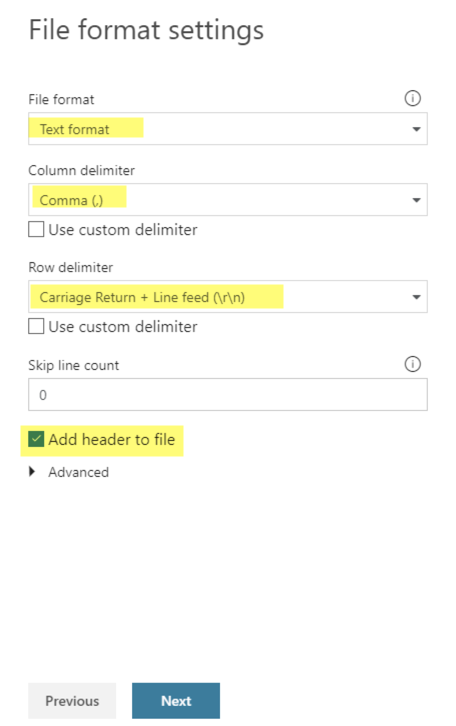 File format settings
File format
Text format
Column delimiter
Comma (,)
Use custom delimiter
Row delimiter
Carriage Return + Line feed (\r\n)
Use custom delimiter
Skip line count
0
Add header to file
Advanced
Previous
Next